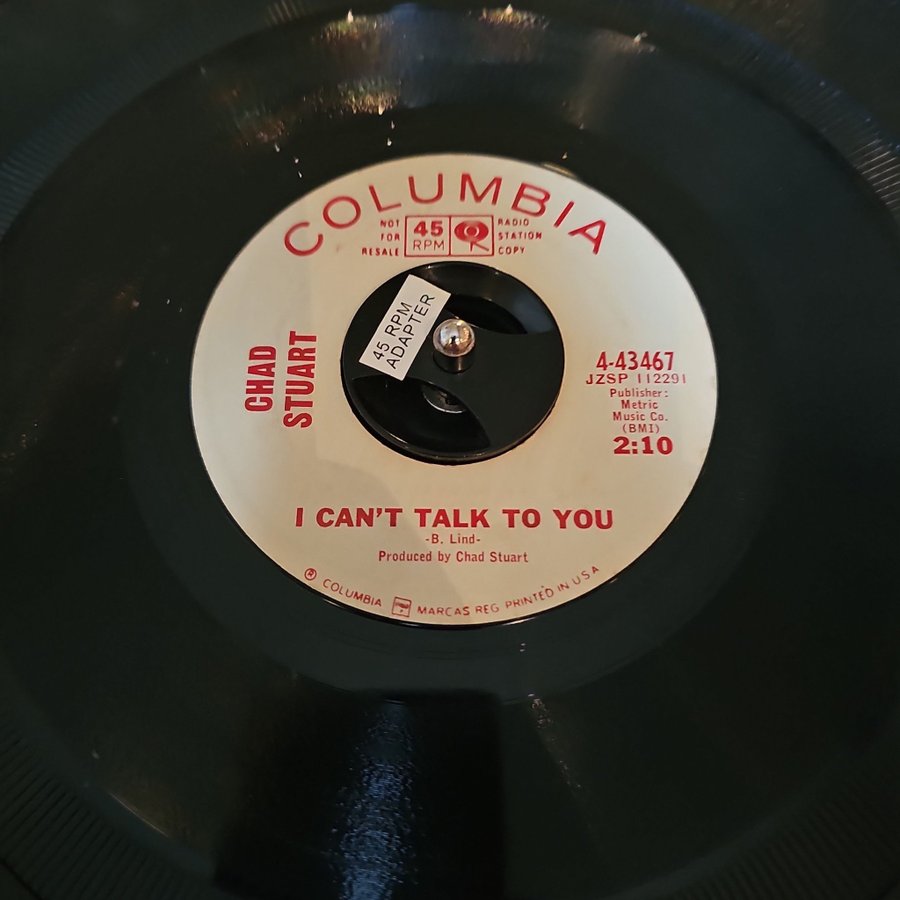 COLUMBIA
NOT
FOR
RESALE
45
RPM
RADIO
STATION
COPY
45 RPM
ADAPTER
CHAD
STUART
4-43467
JZSP 112291
Publisher:
Metric
Music Co.
(BMI)
2:10
I CAN'T TALK TO YOU
-B. Lind-
Produced by Chad Stuart
® COLUMBIA MARCAS REG PRINTED IN U S A